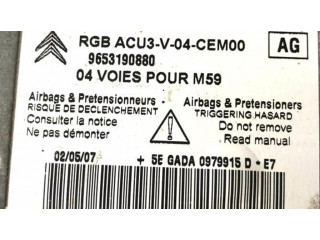 RGB ACU3-V-04-CEM00 AG
9653190880
04 VOIES POUR M59
Airbags & Pretensionneurs
RISQUE DE DECLENCHEMENT
Consulter la notice
Ne pas démonter
Airbags & Pretensioners
TRIGGERING HASARD
Do not remove
Read manual
02/05/07 + 5E GADA 0979915 D - E7